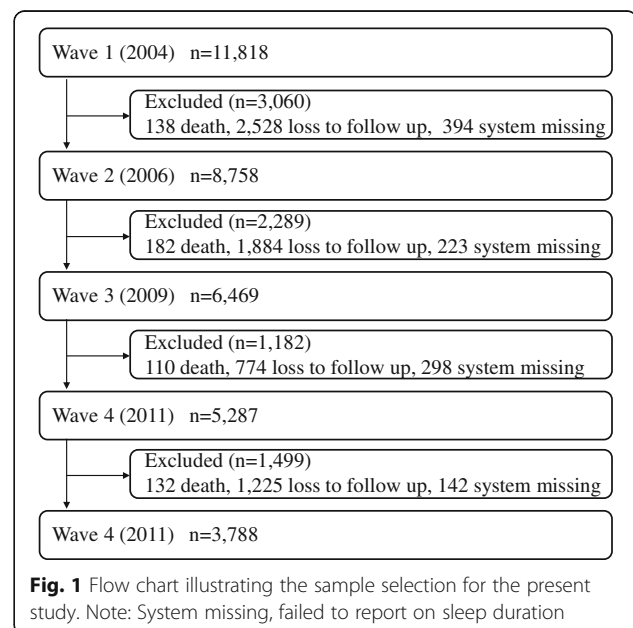 Wave 1 (2004) n=11,818
Excluded (n=3,060)
138 death, 2,528 loss to follow up, 394 system missing
Wave 2 (2006) n=8,758
Excluded (n=2,289)
182 death, 1,884 loss to follow up, 223 system missing
Wave 3 (2009) n=6,469
Excluded (n=1,182)
110 death, 774 loss to follow up, 298 system missing
Wave 4 (2011) n=5,287
Excluded (n=1,499)
132 death, 1,225 loss to follow up, 142 system missing
Wave 4 (2011) n=3,788
Fig. 1 Flow chart illustrating the sample selection for the present
study. Note: System missing, failed to report on sleep duration